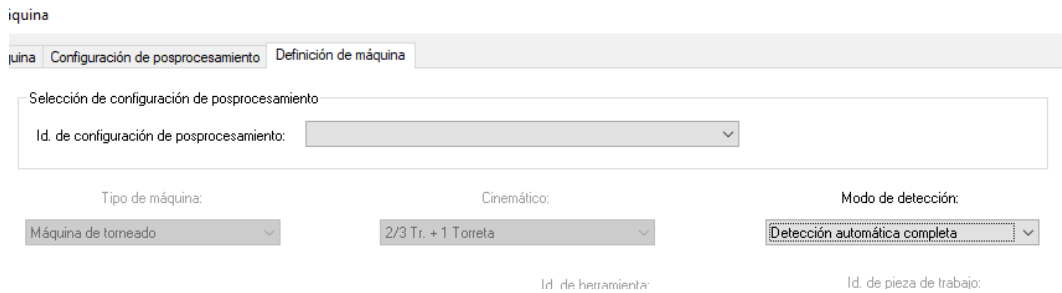 áquina
Configuración de posprocesamiento Definición de máquina
Selección de configuración de posprocesamiento
Id. de configuración de posprocesamiento:
Tipo de máquina: Cinemático: Modo de detección:
Máquina de torneado 2/3 Tr. + 1 Torreta Detección automática completa
Id. de herramienta: Id. de pieza de trabajo: